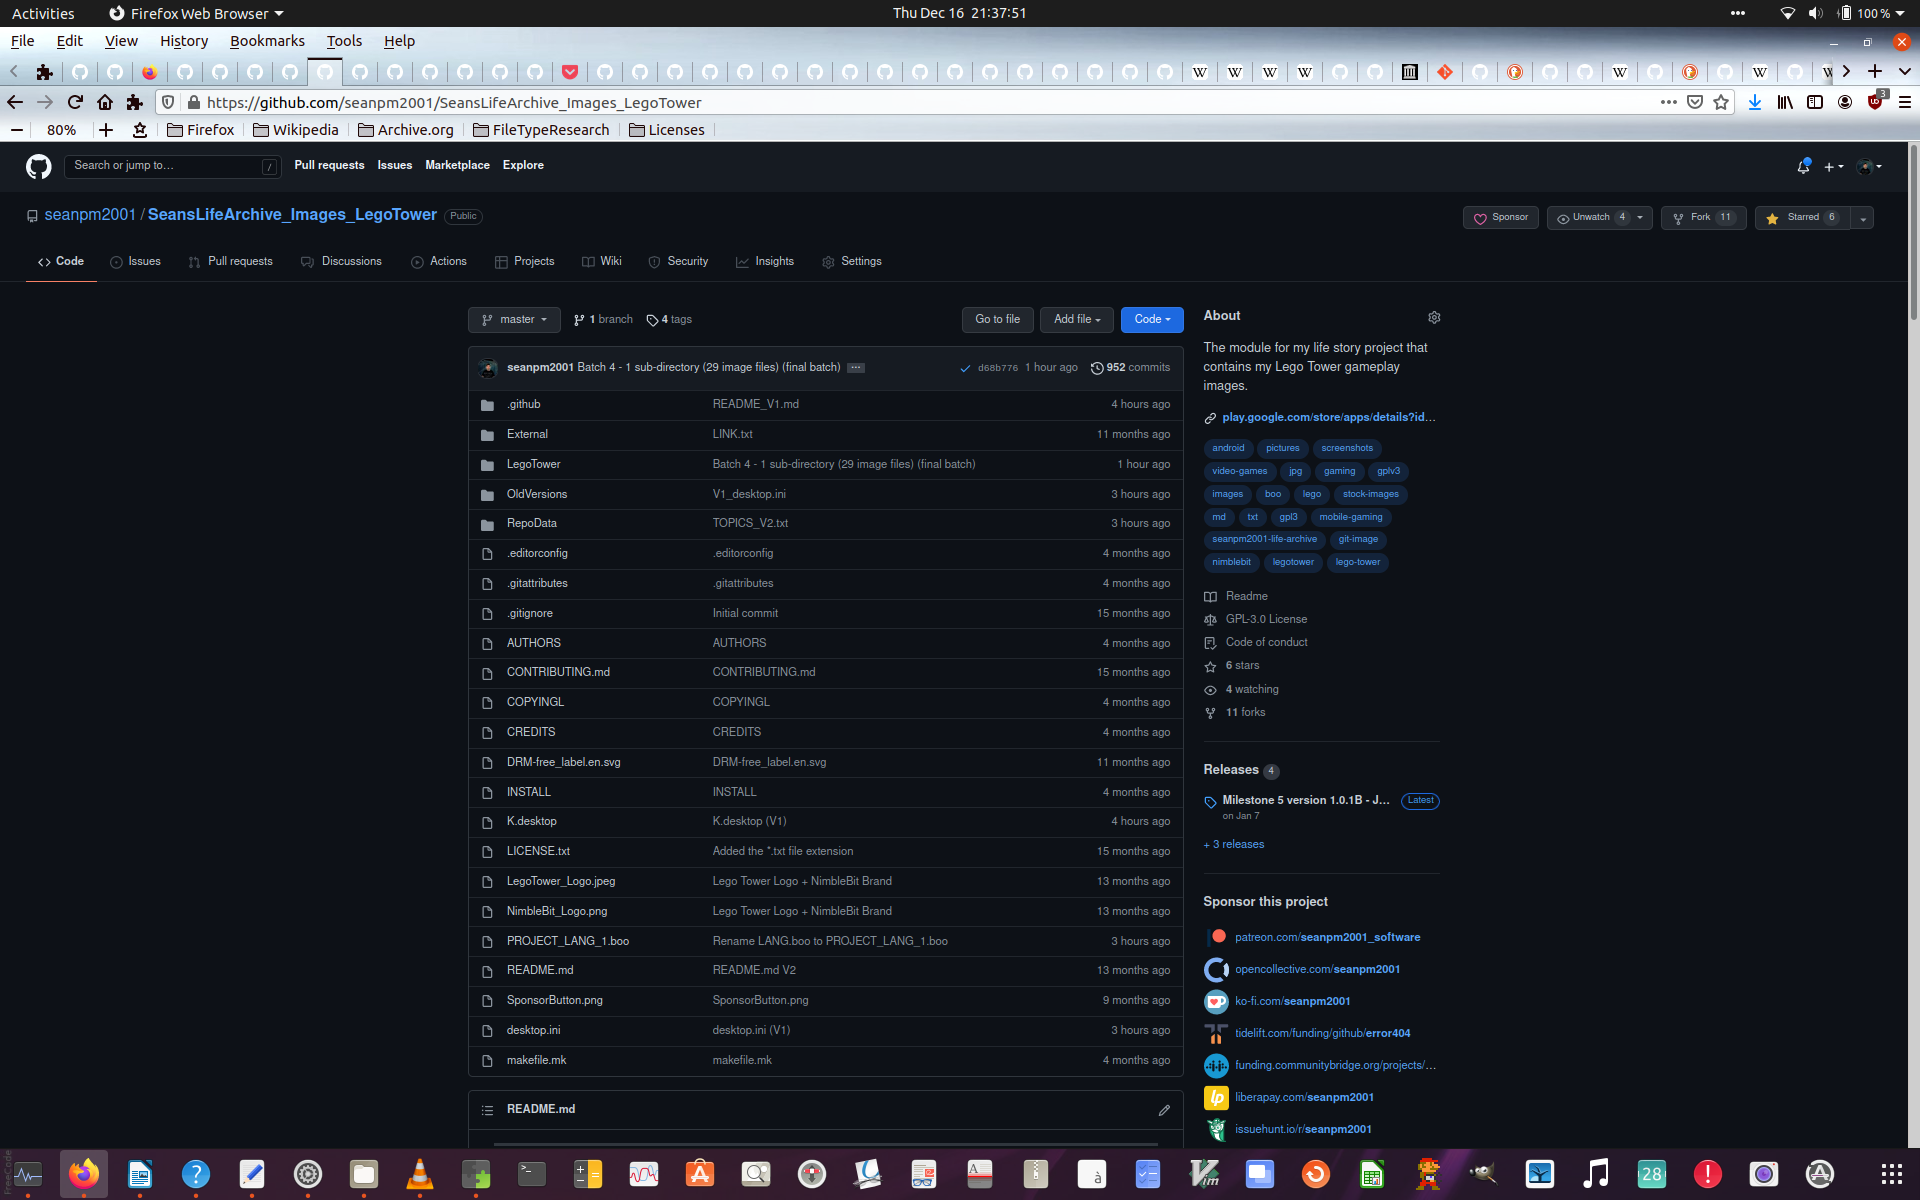 Activities Firefox Web Browser Thu Dec 16 21:37:51 100 %
File Edit View History Bookmarks Tools Help
https://github.com/seanpm2001/SeansLifeArchive_Images_LegoTower 3
80% Firefox Wikipedia Archive.org FileTypeResearch Licenses
Search or jump to… / Pull requests Issues Marketplace Explore
seanpm2001 / SeansLifeArchive_Images_LegoTower Public Sponsor Unwatch 4 Fork 11 Starred 6
Code Issues Pull requests Discussions Actions Projects Wiki Security Insights Settings
master 1 branch 4 tags Go to file Add file Code
seanpm2001 Batch 4 - 1 sub-directory (29 image files) (final batch) ... d68b776 1 hour ago 952 commits
.github README_V1.md 4 hours ago
External LINK.txt 11 months ago
LegoTower Batch 4 - 1 sub-directory (29 image files) (final batch) 1 hour ago
OldVersions V1_desktop.ini 3 hours ago
RepoData TOPICS_V2.txt 3 hours ago
.editorconfig .editorconfig 4 months ago
.gitattributes .gitattributes 4 months ago
.gitignore Initial commit 15 months ago
AUTHORS AUTHORS 4 months ago
CONTRIBUTING.md CONTRIBUTING.md 15 months ago
COPYINGL COPYINGL 4 months ago
CREDITS CREDITS 4 months ago
DRM-free_label.en.svg DRM-free_label.en.svg 11 months ago
INSTALL INSTALL 4 months ago
K.desktop K.desktop (V1) 4 hours ago
LICENSE.txt Added the *.txt file extension 15 months ago
LegoTower_Logo.jpeg Lego Tower Logo + NimbleBit Brand 13 months ago
NimbleBit_Logo.png Lego Tower Logo + NimbleBit Brand 13 months ago
PROJECT_LANG_1.boo Rename LANG.boo to PROJECT_LANG_1.boo 3 hours ago
README.md README.md V2 13 months ago
SponsorButton.png SponsorButton.png 9 months ago
desktop.ini desktop.ini (V1) 3 hours ago
makefile.mk makefile.mk 4 months ago
README.md
About
The module for my life story project that
contains my Lego Tower gameplay
images.
play.google.com/store/apps/details?id…
android pictures screenshots
video-games jpg gaming gplv3
images boo lego stock-images
md txt gpl3 mobile-gaming
seanpm2001-life-archive git-image
nimblebit legotower lego-tower
Readme
GPL-3.0 License
Code of conduct
6 stars
4 watching
11 forks
Releases 4
Milestone 5 version 1.0.1B - J… Latest
on Jan 7
+ 3 releases
Sponsor this project
patreon.com/seanpm2001_software
opencollective.com/seanpm2001
ko-fi.com/seanpm2001
tidelift.com/funding/github/error404
funding.communitybridge.org/projects/…
liberapay.com/seanpm2001
issuehunt.io/r/seanpm2001
28